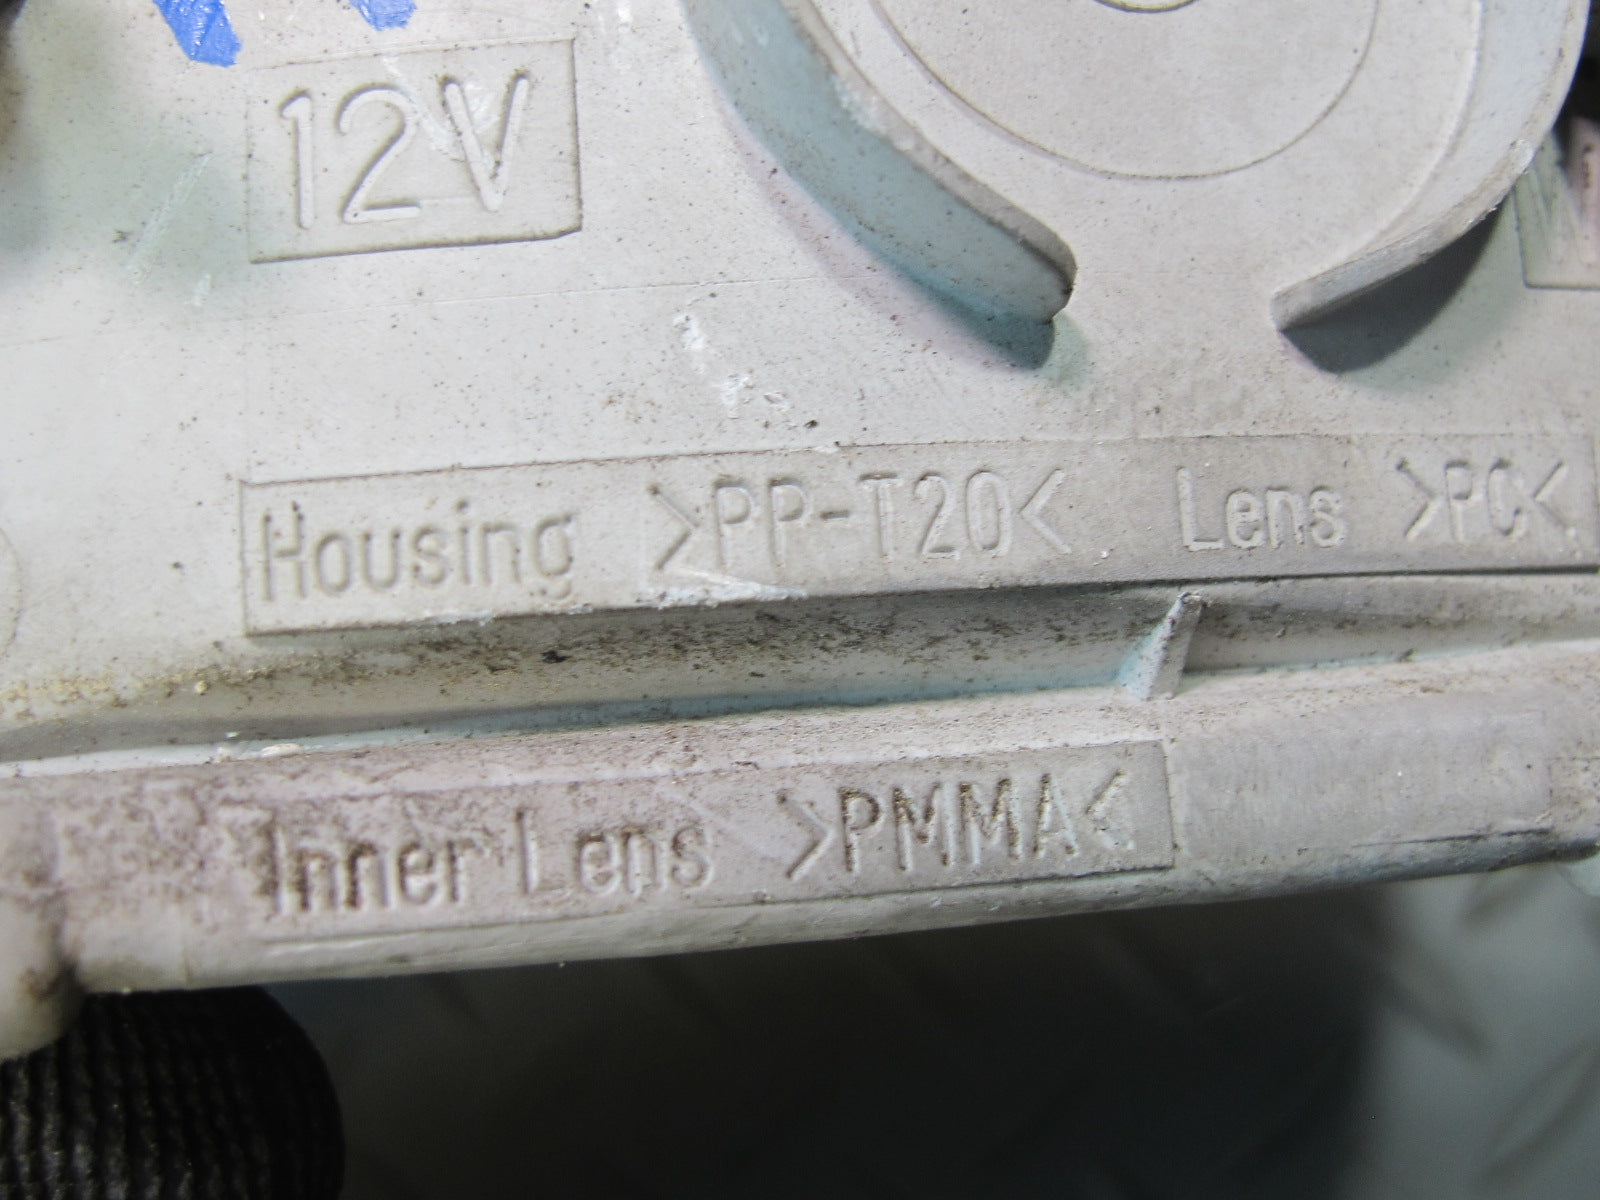 12V
Housing >PP-T20< Lens >PC<
Inner Lens >PMMA<